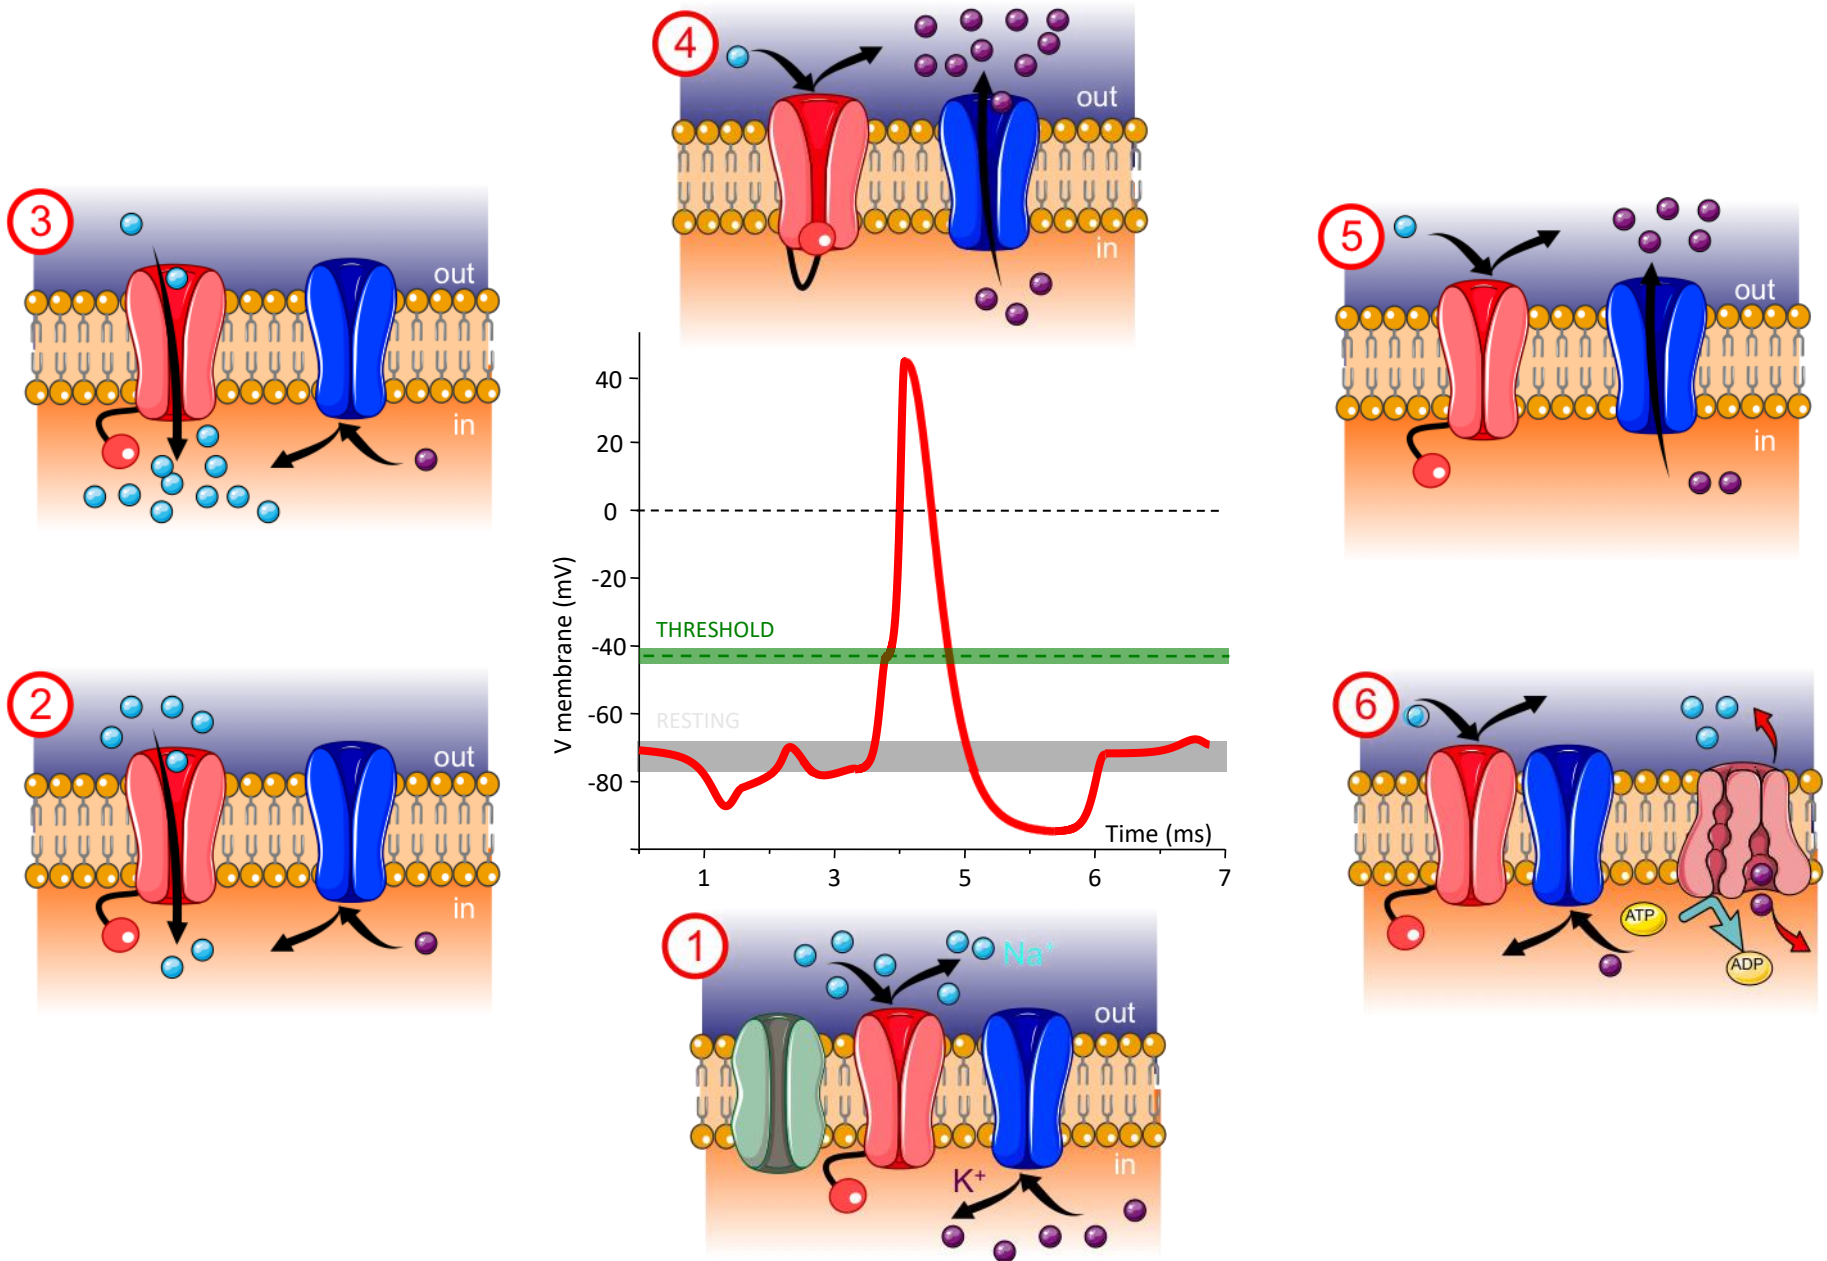 4
out
in
3
out
in
5
out
in
40
20
0
-20
-40
-60
-80
V membrane (mV)
THRESHOLD
RESTING
Time (ms)
1 3 5 6 7
2
out
in
6
ATP
ADP
1
Na⁺
out
K⁺
in